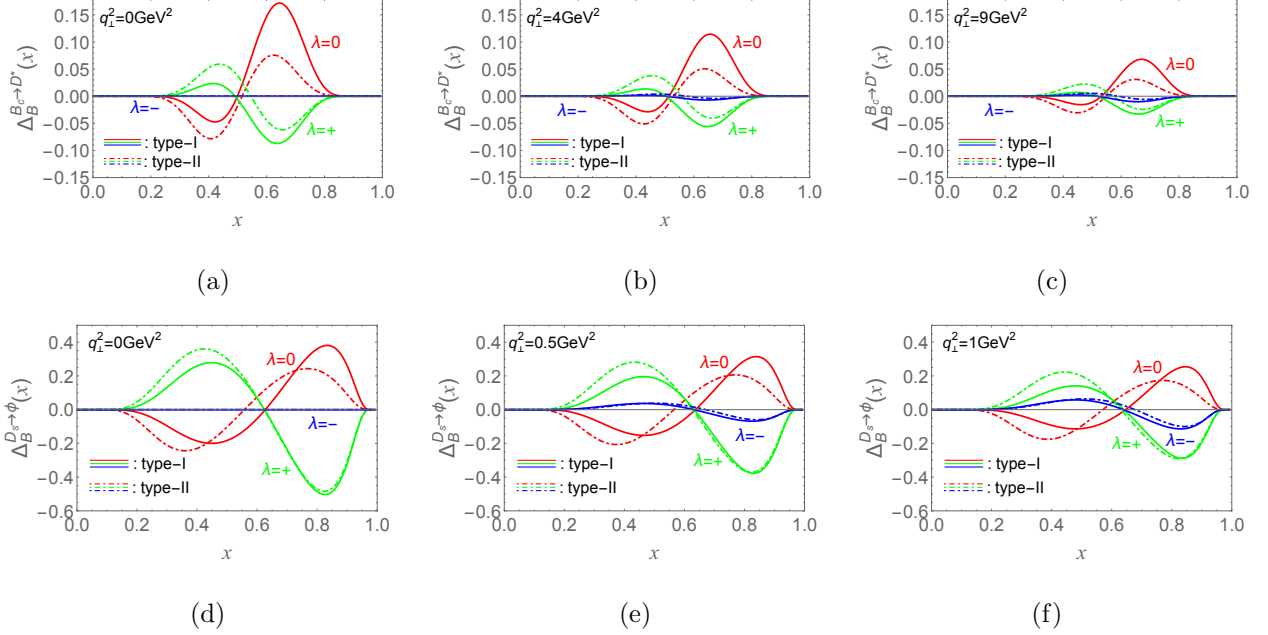 q⊥²=0GeV²
λ=0
λ=−
λ=+
: type-I
: type-II
Δ_B^{B_c→D*}(x)
0.15
0.10
0.05
0.00
−0.05
−0.10
−0.15
0.0 0.2 0.4 0.6 0.8 1.0
x
(a)
q⊥²=4GeV²
λ=0
λ=−
λ=+
: type-I
: type-II
Δ_B^{B_c→D*}(x)
0.15
0.10
0.05
0.00
−0.05
−0.10
−0.15
0.0 0.2 0.4 0.6 0.8 1.0
x
(b)
q⊥²=9GeV²
λ=0
λ=−
λ=+
: type-I
: type-II
Δ_B^{B_c→D*}(x)
0.15
0.10
0.05
0.00
−0.05
−0.10
−0.15
0.0 0.2 0.4 0.6 0.8 1.0
x
(c)
q⊥²=0GeV²
λ=0
λ=−
λ=+
: type-I
: type-II
Δ_B^{D_s→ϕ}(x)
0.4
0.2
0.0
−0.2
−0.4
−0.6
0.0 0.2 0.4 0.6 0.8 1.0
x
(d)
q⊥²=0.5GeV²
λ=0
λ=−
λ=+
: type-I
: type-II
Δ_B^{D_s→ϕ}(x)
0.4
0.2
0.0
−0.2
−0.4
−0.6
0.0 0.2 0.4 0.6 0.8 1.0
x
(e)
q⊥²=1GeV²
λ=0
λ=−
λ=+
: type-I
: type-II
Δ_B^{D_s→ϕ}(x)
0.4
0.2
0.0
−0.2
−0.4
−0.6
0.0 0.2 0.4 0.6 0.8 1.0
x
(f)